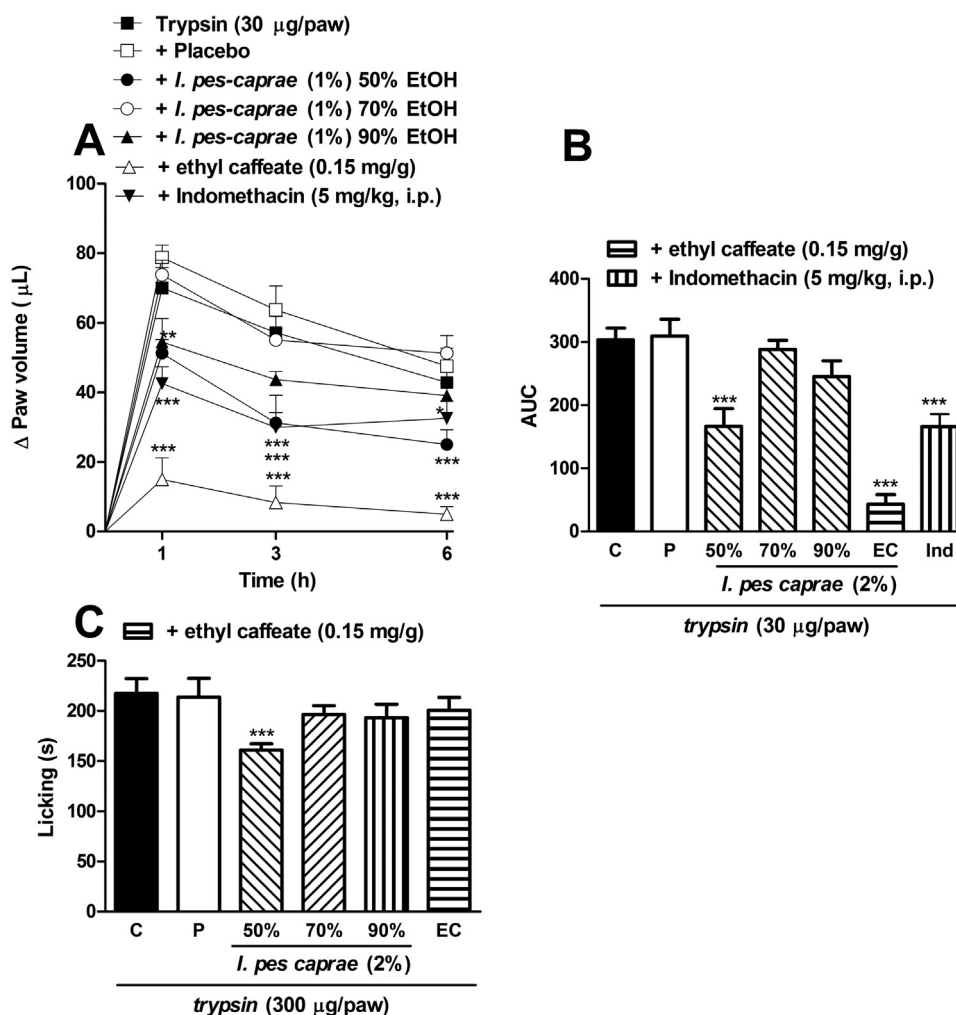 Trypsin (30 μg/paw)
+ Placebo
+ I. pes-caprae (1%) 50% EtOH
+ I. pes-caprae (1%) 70% EtOH
+ I. pes-caprae (1%) 90% EtOH
+ ethyl caffeate (0.15 mg/g)
+ Indomethacin (5 mg/kg, i.p.)
A
100
80
60
40
20
0
Δ Paw volume ( μL)
**
***
***
***
***
***
*
***
***
1 3 6
Time (h)
B
+ ethyl caffeate (0.15 mg/g)
+ Indomethacin (5 mg/kg, i.p.)
400
300
200
100
0
AUC
***
***
***
C P 50% 70% 90% EC Ind
I. pes caprae (2%)
trypsin (30 μg/paw)
C
+ ethyl caffeate (0.15 mg/g)
250
200
150
100
50
0
Licking (s)
***
C P 50% 70% 90% EC
I. pes caprae (2%)
trypsin (300 μg/paw)